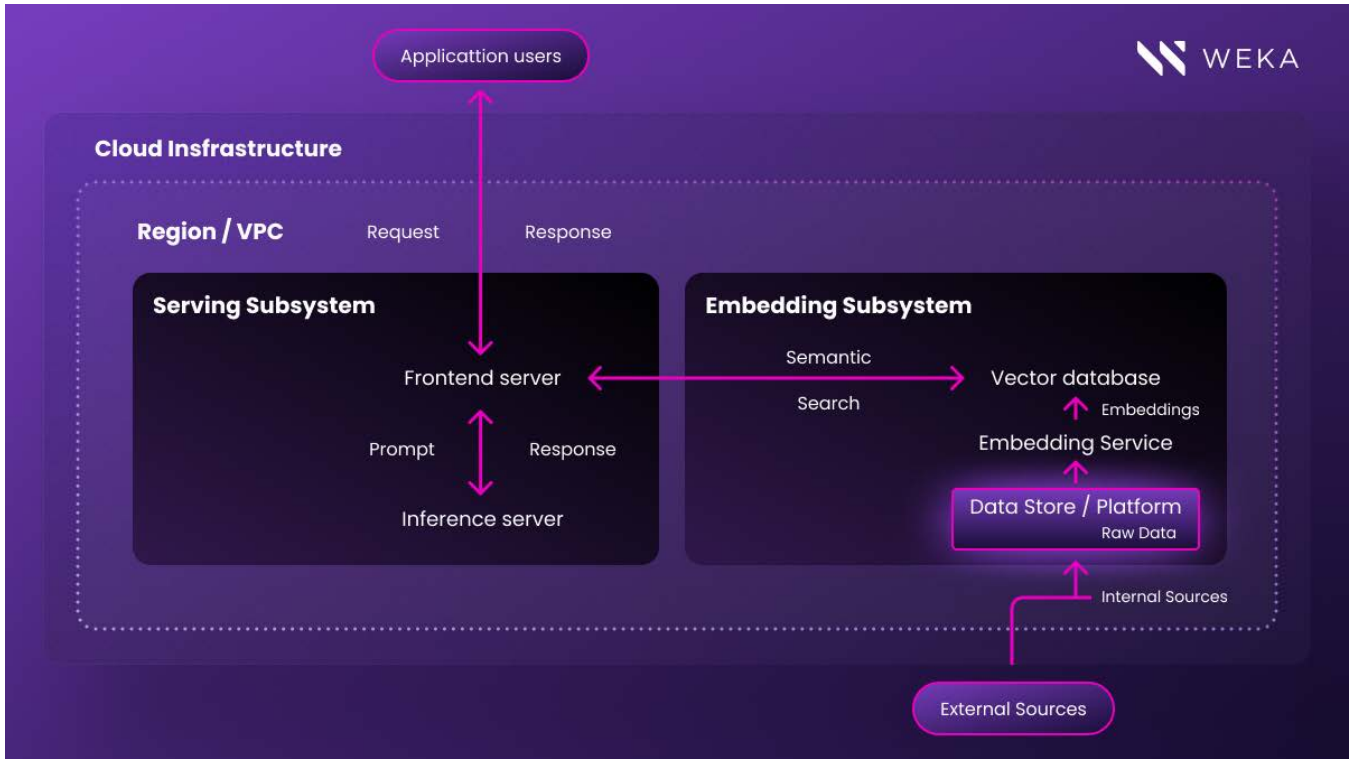 Applicattion users
WEKA
Cloud Insfrastructure
Region / VPC
Request
Response
Serving Subsystem
Frontend server
Prompt
Response
Inference server
Embedding Subsystem
Semantic
Search
Vector database
Embeddings
Embedding Service
Data Store / Platform
Raw Data
Internal Sources
External Sources